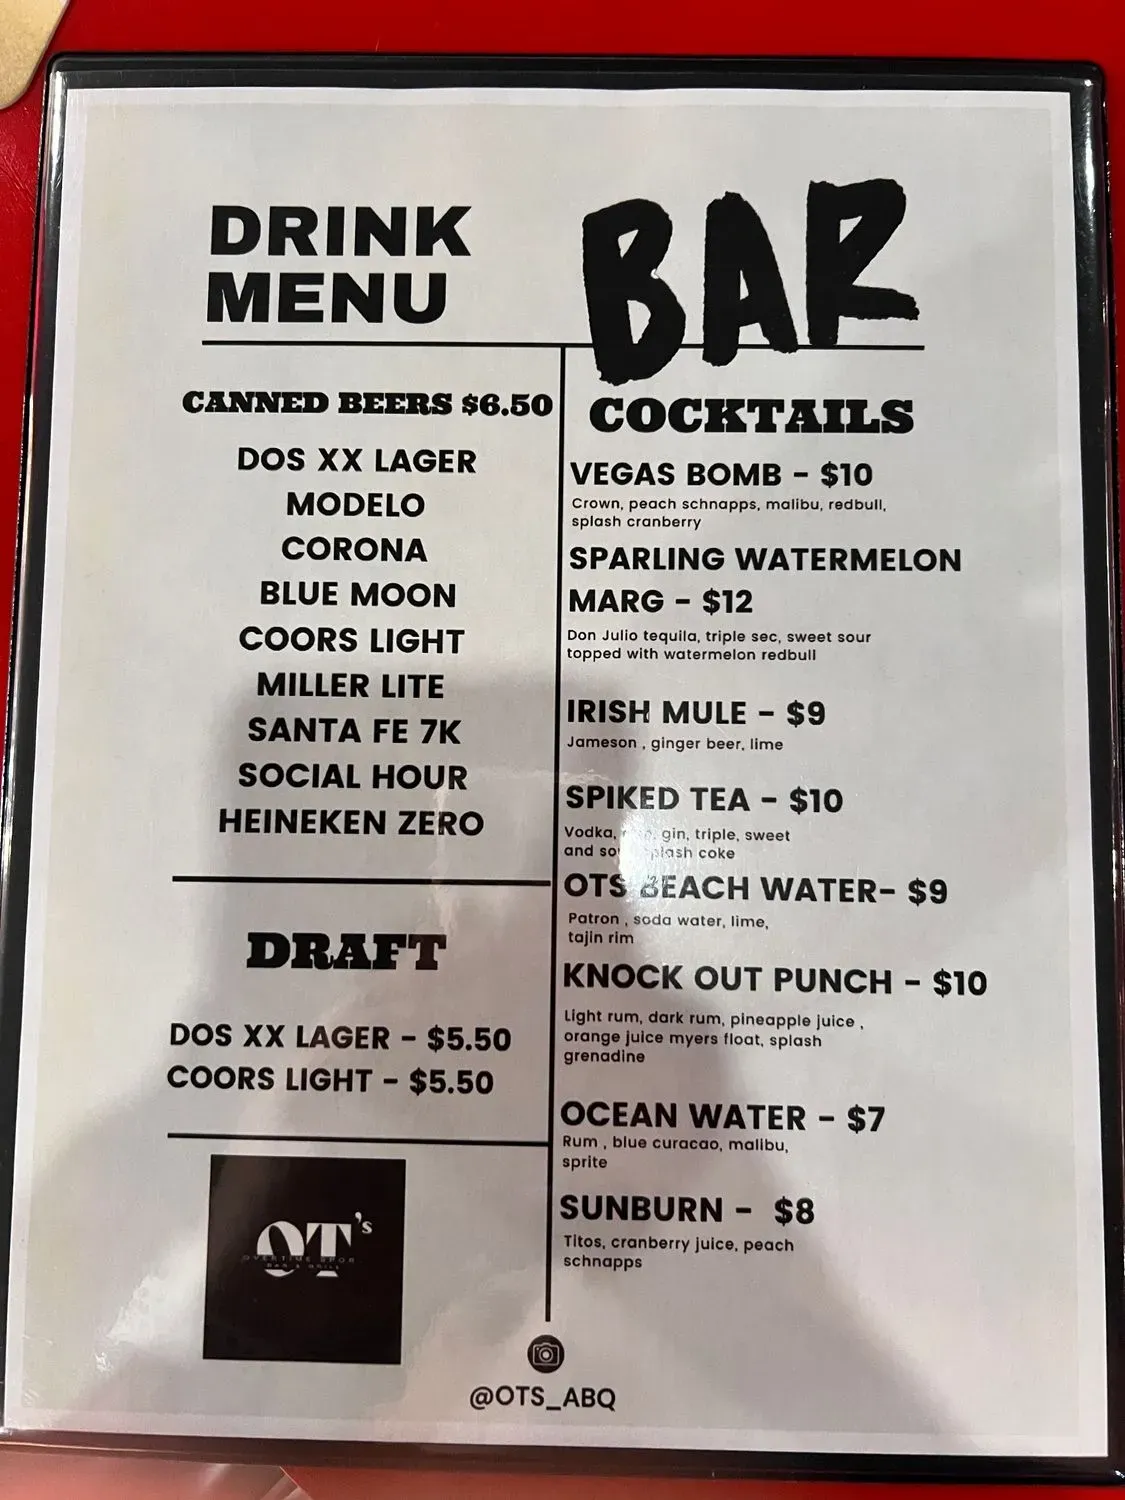 DRINK
MENU
BAR
CANNED BEERS $6.50
DOS XX LAGER
MODELO
CORONA
BLUE MOON
COORS LIGHT
MILLER LITE
SANTA FE 7K
SOCIAL HOUR
HEINEKEN ZERO
DRAFT
DOS XX LAGER - $5.50
COORS LIGHT - $5.50
OT's
COCKTAILS
VEGAS BOMB - $10
Crown, peach schnapps, malibu, redbull,
splash cranberry
SPARLING WATERMELON
MARG - $12
Don Julio tequila, triple sec, sweet sour
topped with watermelon redbull
IRISH MULE - $9
Jameson , ginger beer, lime
SPIKED TEA - $10
Vodka, gin, triple, sweet
and coke
OTS BEACH WATER- $9
Patron , soda water, lime,
tajin rim
KNOCK OUT PUNCH - $10
Light rum, dark rum, pineapple juice ,
orange juice myers float, splash
grenadine
OCEAN WATER - $7
Rum , blue curacao, malibu,
sprite
SUNBURN - $8
Titos, cranberry juice, peach
schnapps
@OTS_ABQ